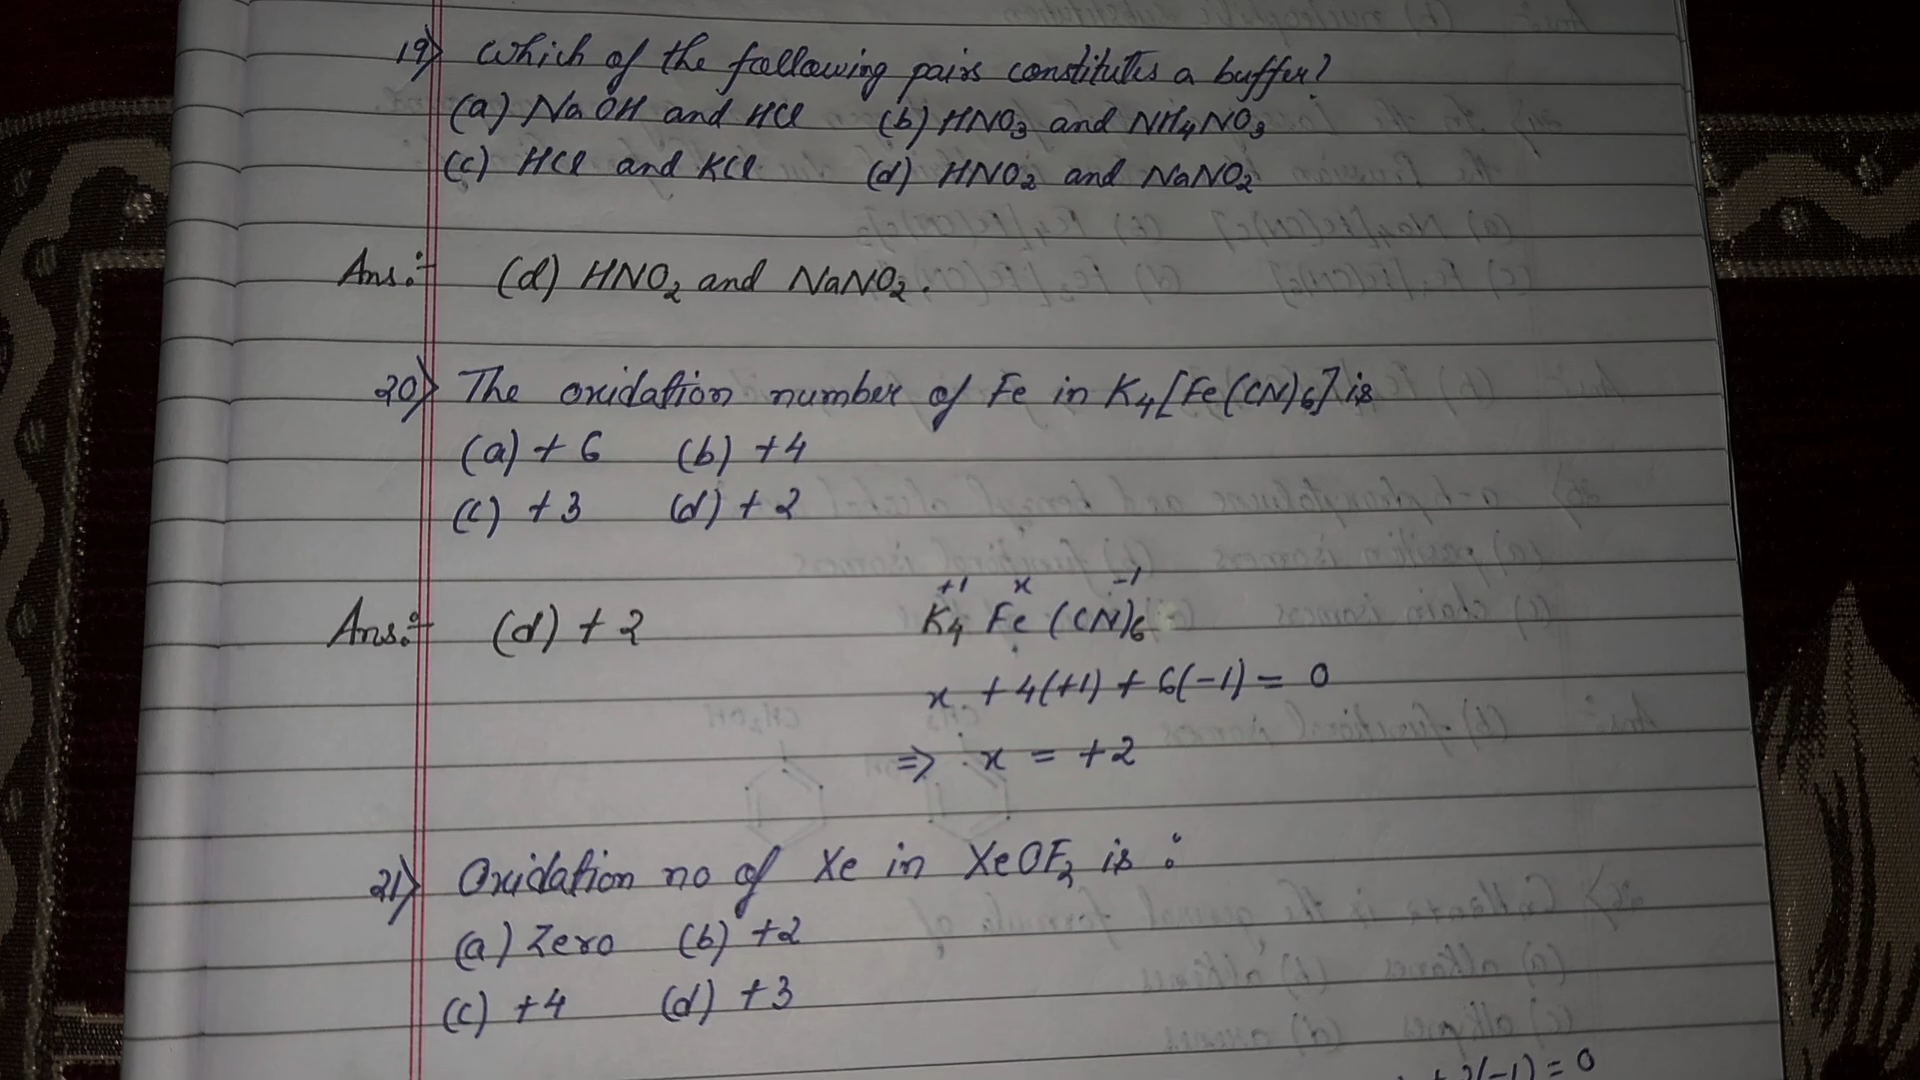 19) Which of the following pairs constitutes a buffer?
(a) NaOH and HCl (b) HNO3 and NH4NO3
(c) HCl and KCl (d) HNO2 and NaNO2
Ans:- (d) HNO2 and NaNO2.
20) The oxidation number of Fe in K4[Fe(CN)6] is
(a) +6 (b) +4
(c) +3 (d) +2
+1 x -1
Ans:- (d) +2 K4 Fe (CN)6
x + 4(+1) + 6(-1) = 0
⇒ x = +2
21) Oxidation no of Xe in XeOF2 is :
(a) Zero (b) +2
(c) +4 (d) +3
+ 2(-1) = 0